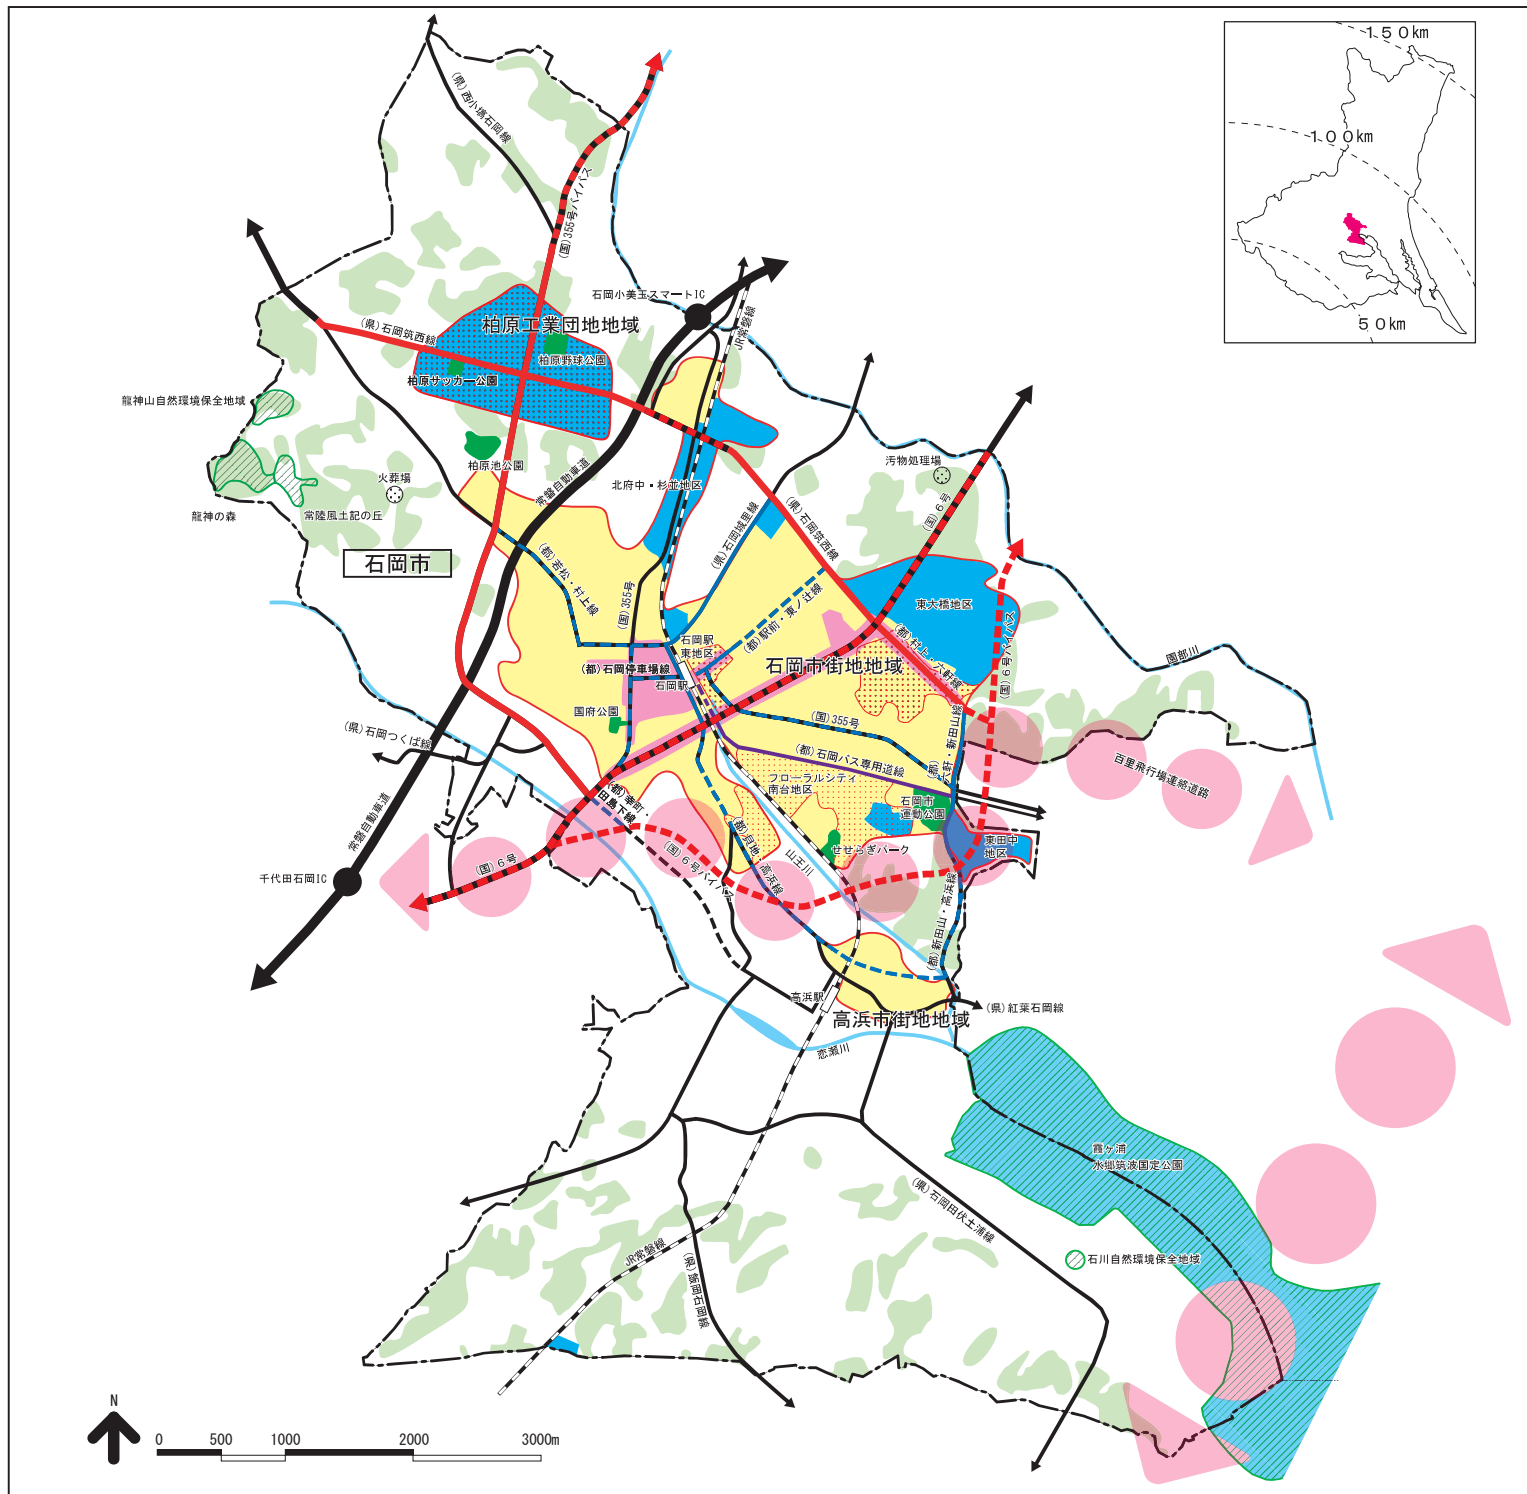 150km
100km
50km
(県)西小塙石岡線
(国)355号バイパス
石岡小美玉スマートIC
JR常磐線
(県)石岡筑西線
柏原工業団地地域
柏原野球公園
柏原サッカー公園
龍神山自然環境保全地域
柏原池公園
火葬場
常磐自動車道
北府中・杉並地区
汚物処理場
(国)6号
龍神の森
常陸風土記の丘
(県)石岡城里線
(県)石岡筑西線
石岡市
(都)若松・村上線
(国)355号
(都)駅前・東ノ辻線
東大橋地区
石岡駅
東地区
(都)村上・六軒線
(国)6号バイパス
園部川
(都)石岡停車場線
石岡駅
石岡市街地地域
国府公園
(国)355号
(都)六軒・新田山線
(県)石岡つくば線
(都)石岡バス専用道線
百里飛行場連絡道路
フローラルシティ
南台地区
石岡市
運動公園
(都)幸町・
田島下線
常磐自動車道
(都)貝地・高浜線
せせらぎパーク
東田中
地区
(国)6号
(国)6号バイパス
山王川
千代田石岡IC
(都)新田山・高浜線
高浜駅
(県)紅葉石岡線
高浜市街地地域
恋瀬川
霞ヶ浦
水郷筑波国定公園
(県)石岡田伏土浦線
JR常磐線
(県)飯岡石岡線
石川自然環境保全地域
N
0 500 1000 2000 3000m